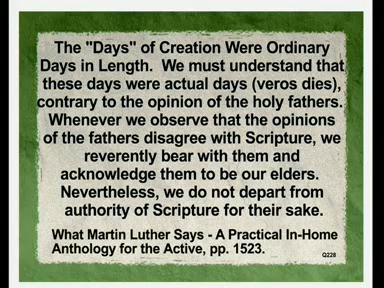 The "Days" of Creation Were Ordinary
Days in Length. We must understand that
these days were actual days (veros dies),
contrary to the opinion of the holy fathers.
Whenever we observe that the opinions
of the fathers disagree with Scripture, we
reverently bear with them and
acknowledge them to be our elders.
Nevertheless, we do not depart from
authority of Scripture for their sake.
What Martin Luther Says - A Practical In-Home
Anthology for the Active, pp. 1523.
Q228